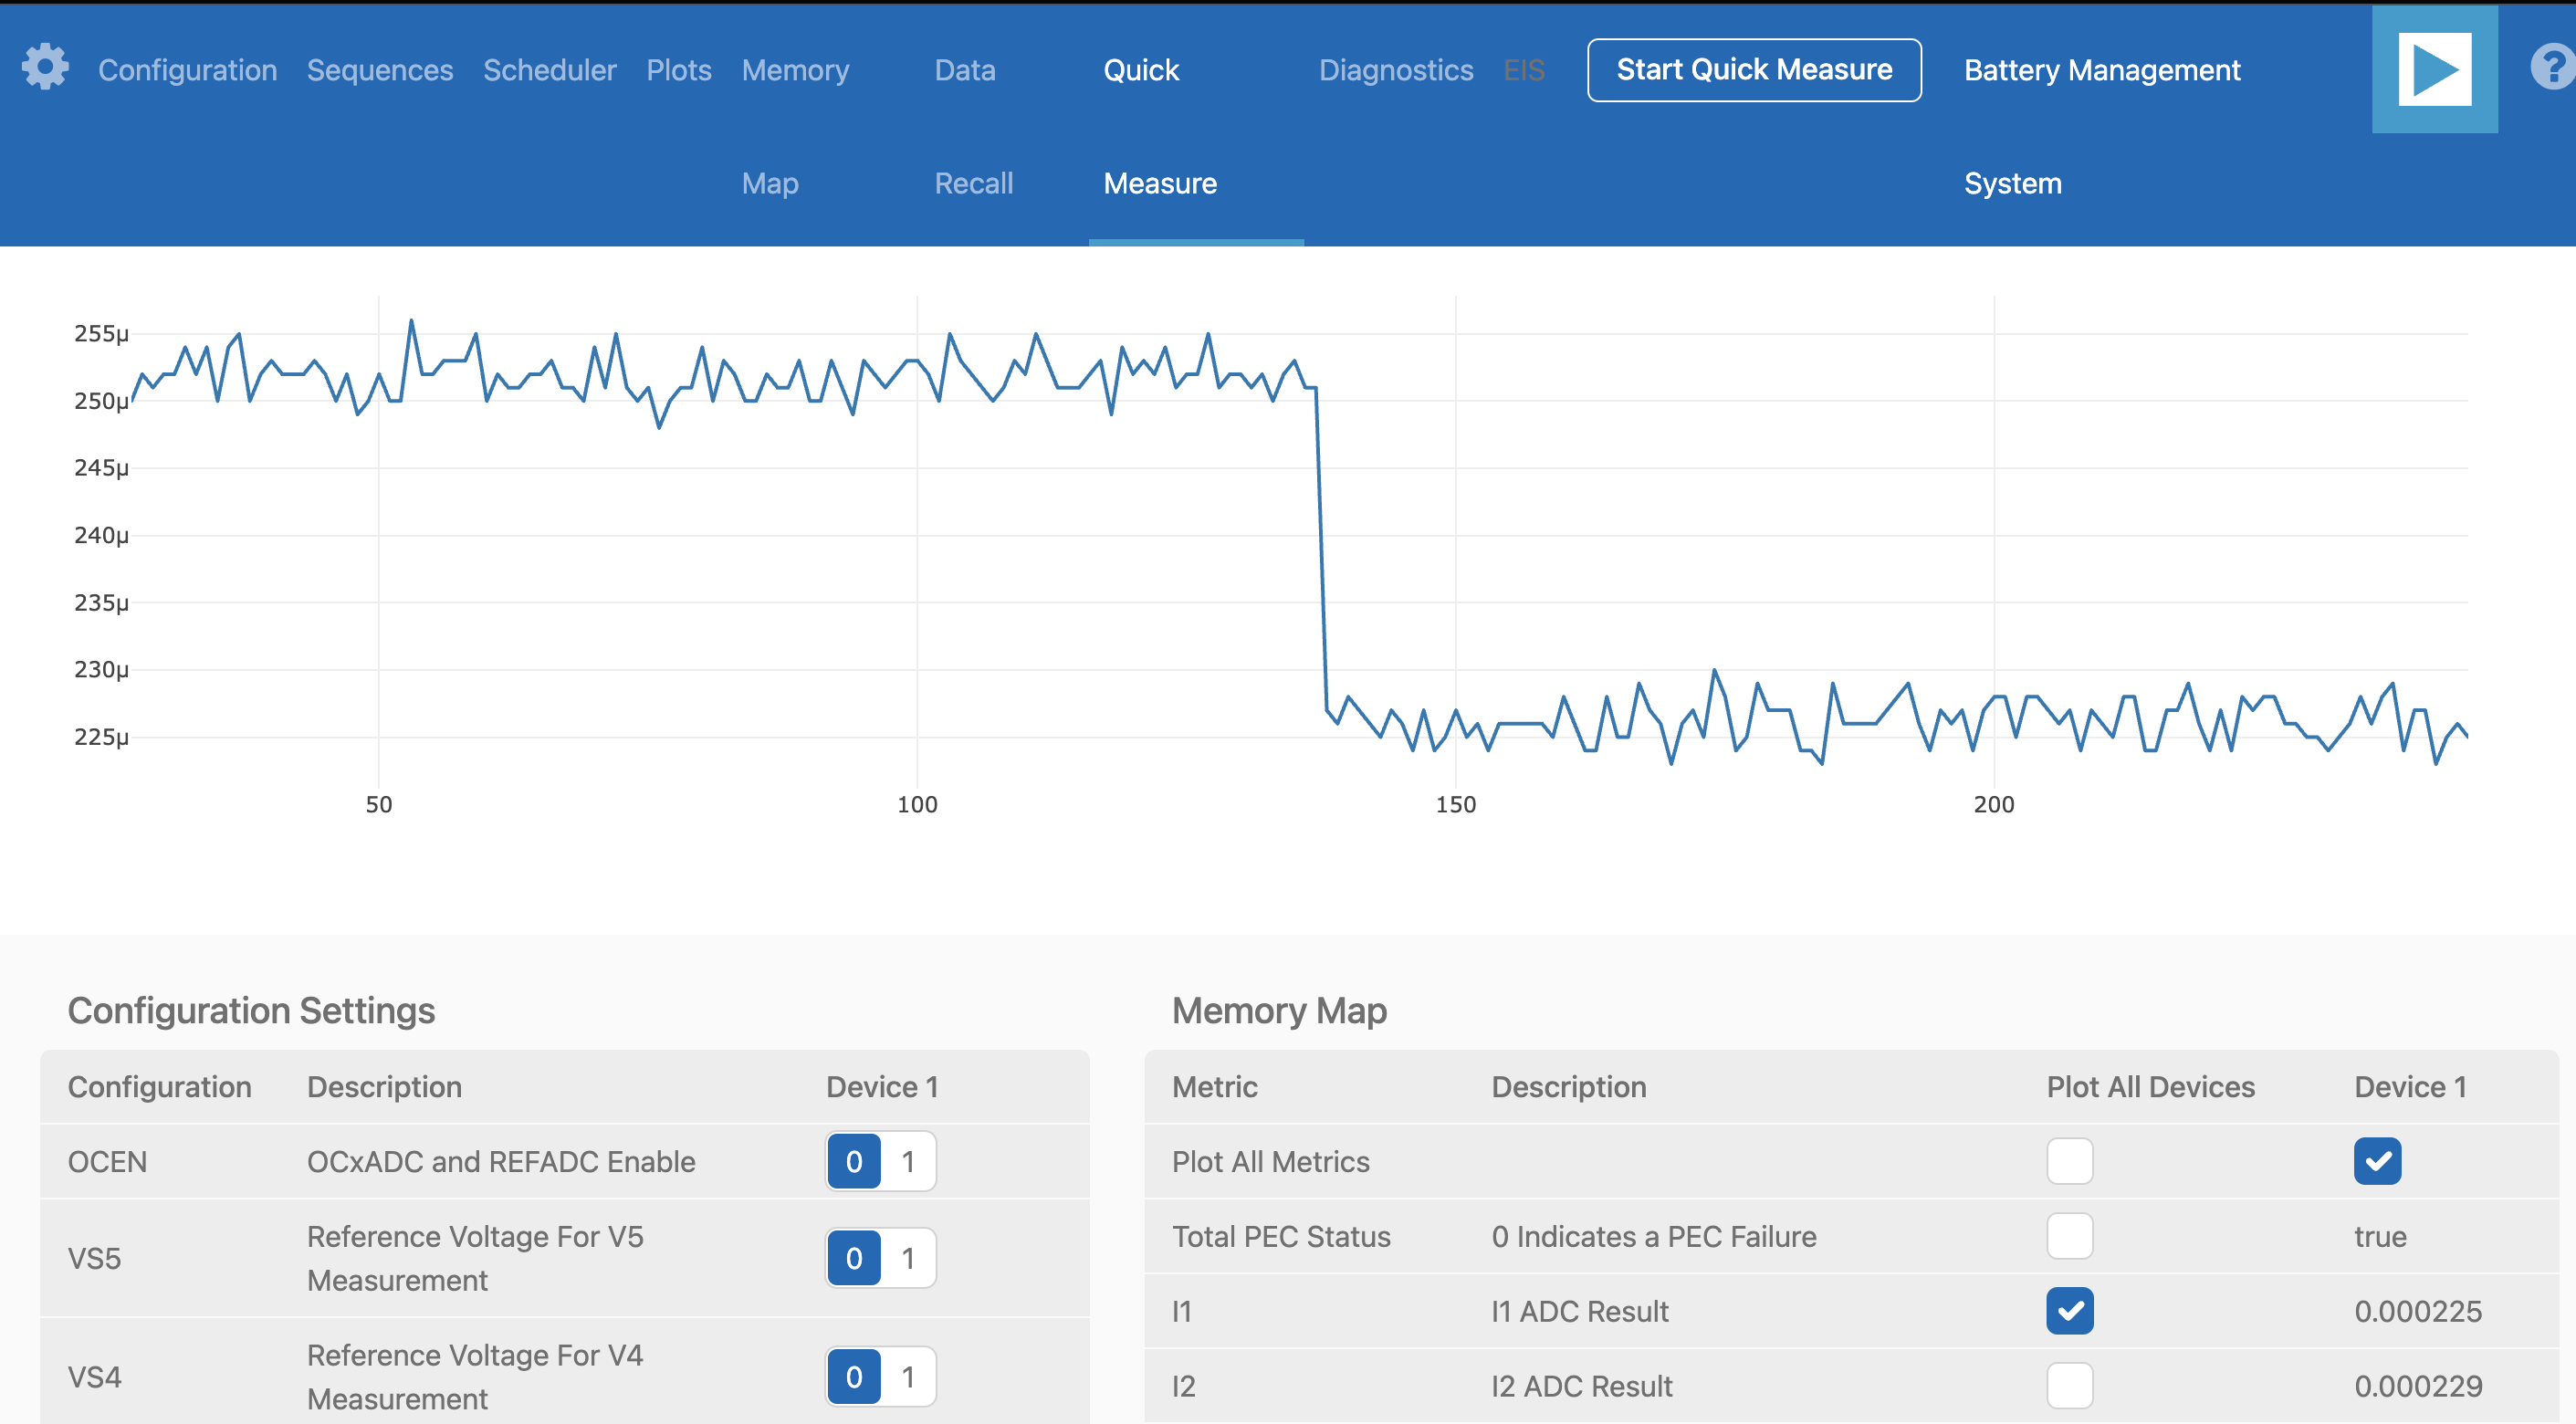 Configuration Sequences Scheduler Plots Memory Map Data Recall Quick Measure Diagnostics EIS Start Quick Measure Battery Management System ?
255μ
250μ
245μ
240μ
235μ
230μ
225μ
50 100 150 200
Configuration Settings
Configuration Description Device 1
OCEN OCxADC and REFADC Enable 0 1
VS5 Reference Voltage For V5 Measurement 0 1
VS4 Reference Voltage For V4 Measurement 0 1
Memory Map
Metric Description Plot All Devices Device 1
Plot All Metrics
Total PEC Status 0 Indicates a PEC Failure true
I1 I1 ADC Result 0.000225
I2 I2 ADC Result 0.000229